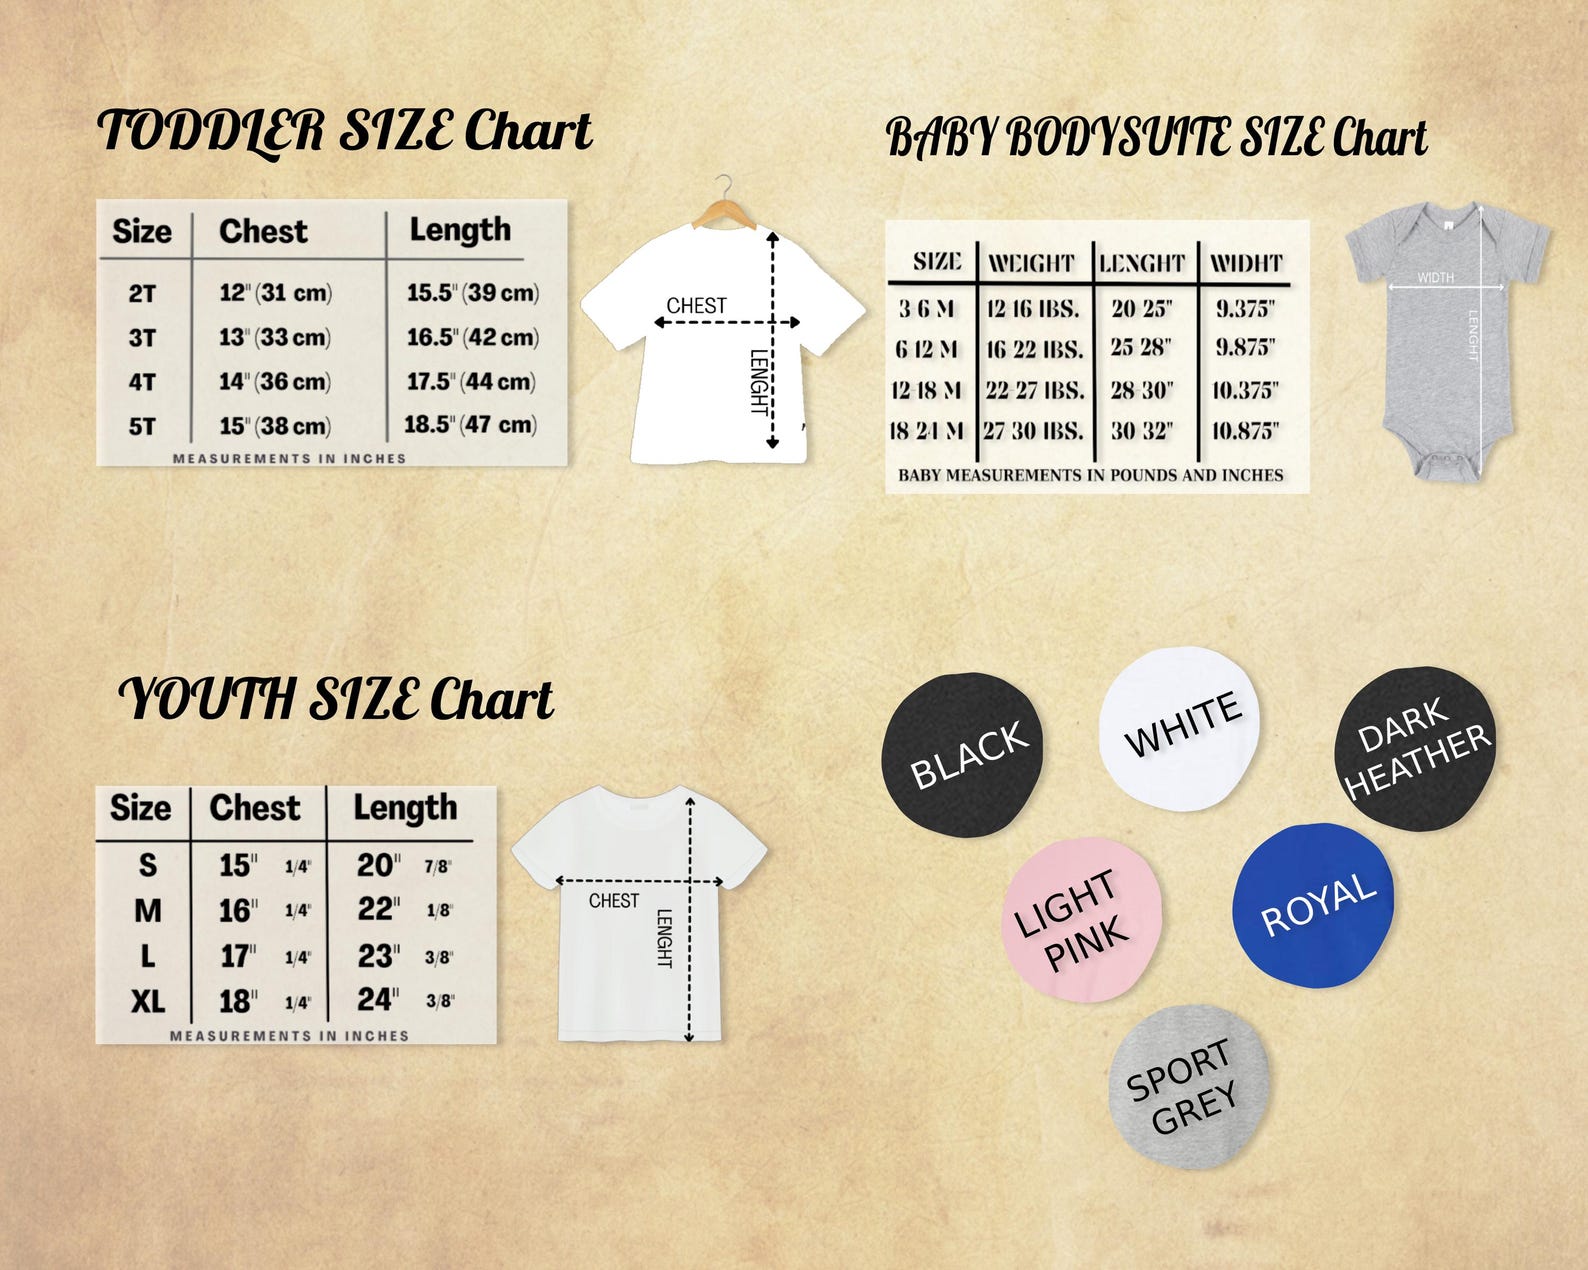 TODDLER SIZE Chart
Size Chest Length
2T 12" (31 cm) 15.5" (39 cm)
3T 13" (33 cm) 16.5" (42 cm)
4T 14" (36 cm) 17.5" (44 cm)
5T 15" (38 cm) 18.5" (47 cm)
MEASUREMENTS IN INCHES
CHEST
LENGHT
BABY BODYSUITE SIZE Chart
SIZE WEIGHT LENGHT WIDHT
3 6 M 12 16 lBS. 20 25" 9.375"
6 12 M 16 22 lBS. 25 28" 9.875"
12-18 M 22-27 lBS. 28-30" 10.375"
18 24 M 27 30 lBS. 30 32" 10.875"
BABY MEASUREMENTS IN POUNDS AND INCHES
WIDTH
LENGHT
YOUTH SIZE Chart
Size Chest Length
S 15" 1/4" 20" 7/8"
M 16" 1/4" 22" 1/8"
L 17" 1/4" 23" 3/8"
XL 18" 1/4" 24" 3/8"
MEASUREMENTS IN INCHES
CHEST
LENGHT
BLACK
WHITE
DARK
HEATHER
LIGHT
PINK
ROYAL
SPORT
GREY